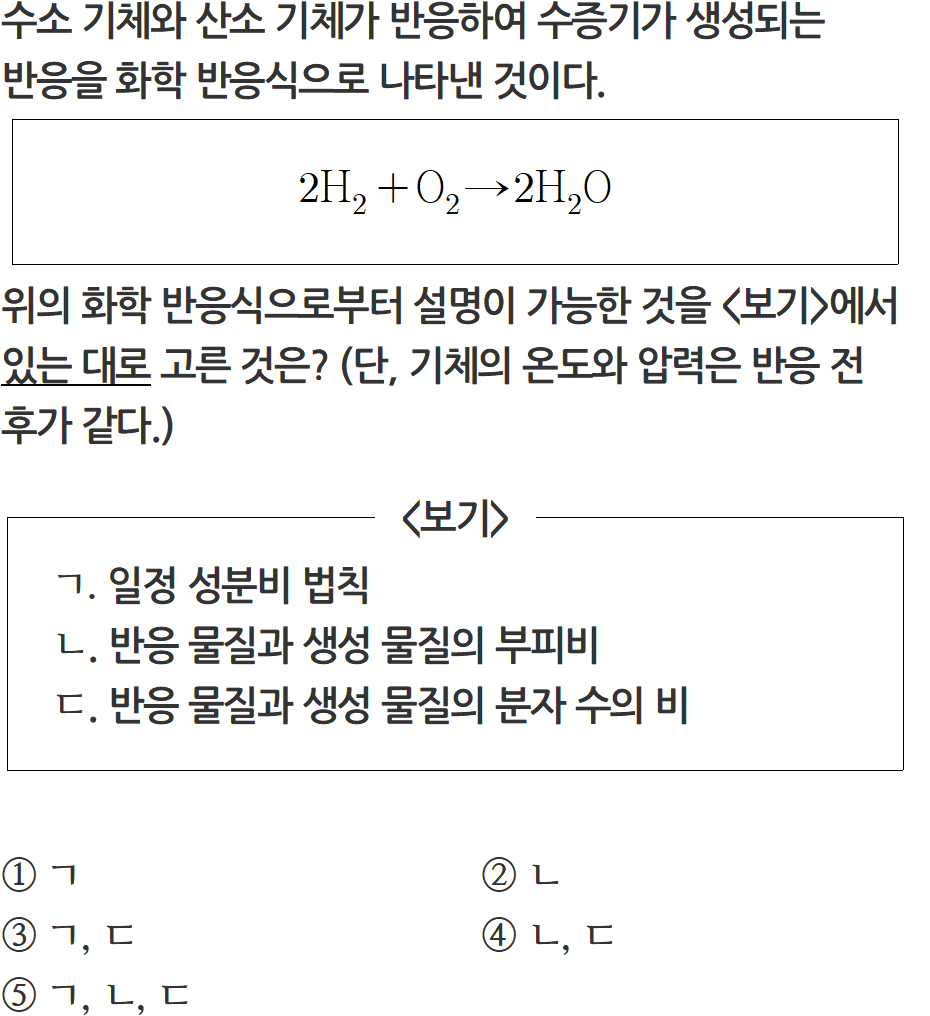 수소 기체와 산소 기체가 반응하여 수증기가 생성되는
반응을 화학 반응식으로 나타낸 것이다.
2H₂+O₂→2H₂O
위의 화학 반응식으로부터 설명이 가능한 것을 <보기>에서
있는 대로 고른 것은? (단, 기체의 온도와 압력은 반응 전
후가 같다.)
<보기>
ㄱ. 일정 성분비 법칙
ㄴ. 반응 물질과 생성 물질의 부피비
ㄷ. 반응 물질과 생성 물질의 분자 수의 비
① ㄱ ② ㄴ
③ ㄱ, ㄷ ④ ㄴ, ㄷ
⑤ ㄱ, ㄴ, ㄷ